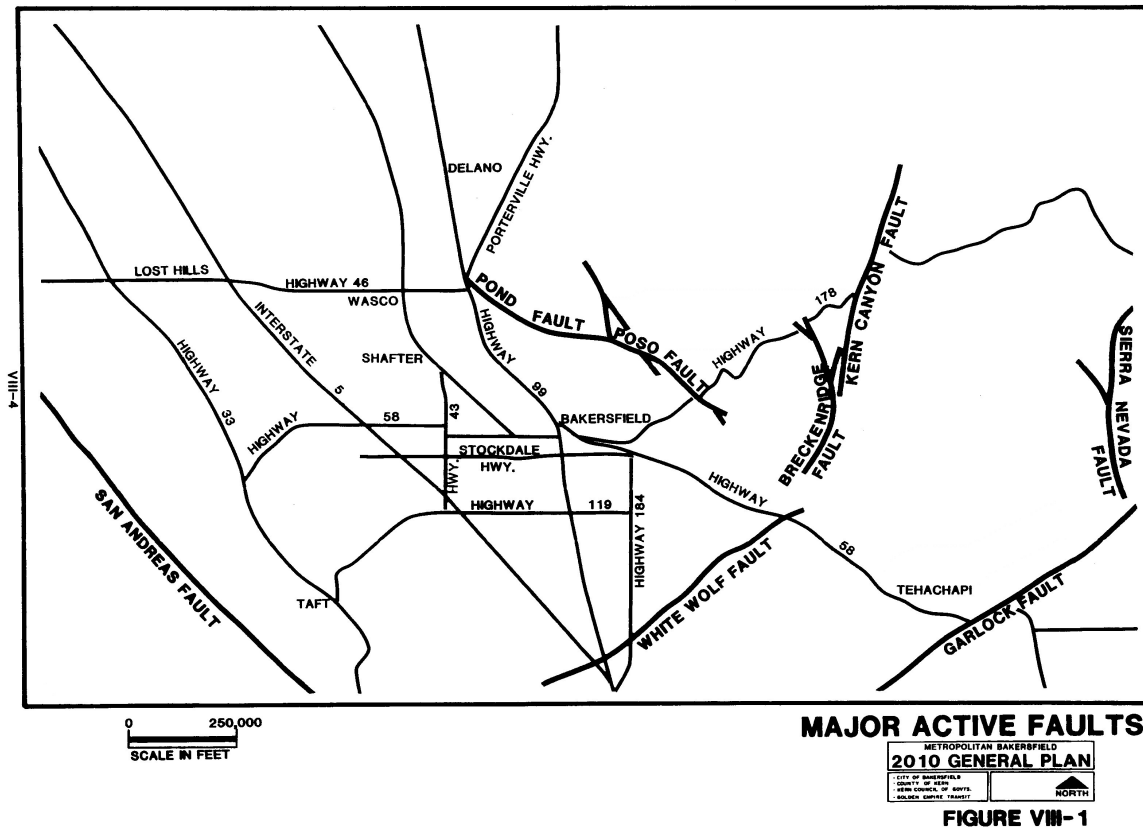 DELANO
PORTERVILLE HWY.
LOST HILLS
HIGHWAY 46
WASCO
POND FAULT
POSO FAULT
KERN CANYON FAULT
178
HIGHWAY
INTERSTATE 5
HIGHWAY 99
SHAFTER
HIGHWAY 33
HIGHWAY 58
43
HWY.
BAKERSFIELD
STOCKDALE
HWY.
BRECKENRIDGE
FAULT
SIERRA NEVADA
FAULT
VIII-4
HIGHWAY 119
HIGHWAY 184
HIGHWAY 58
SAN ANDREAS FAULT
TAFT
WHITE WOLF FAULT
TEHACHAPI
GARLOCK FAULT
0 250,000
SCALE IN FEET
MAJOR ACTIVE FAULTS
METROPOLITAN BAKERSFIELD
2010 GENERAL PLAN
- CITY OF BAKERSFIELD
- COUNTY OF KERN
- KERN COUNCIL OF GOVTS.
- GOLDEN EMPIRE TRANSIT
NORTH
FIGURE VIII-1